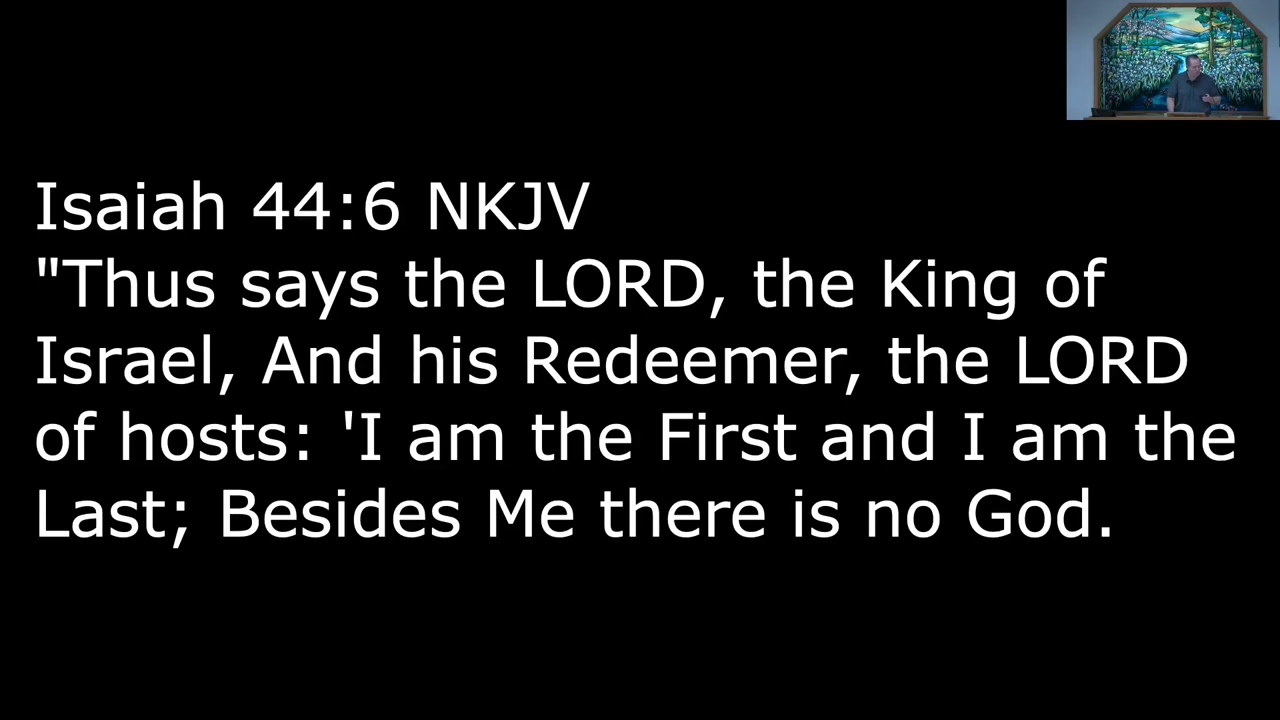 Isaiah 44:6 NKJV
"Thus says the LORD, the King of
Israel, And his Redeemer, the LORD
of hosts: 'I am the First and I am the
Last; Besides Me there is no God.